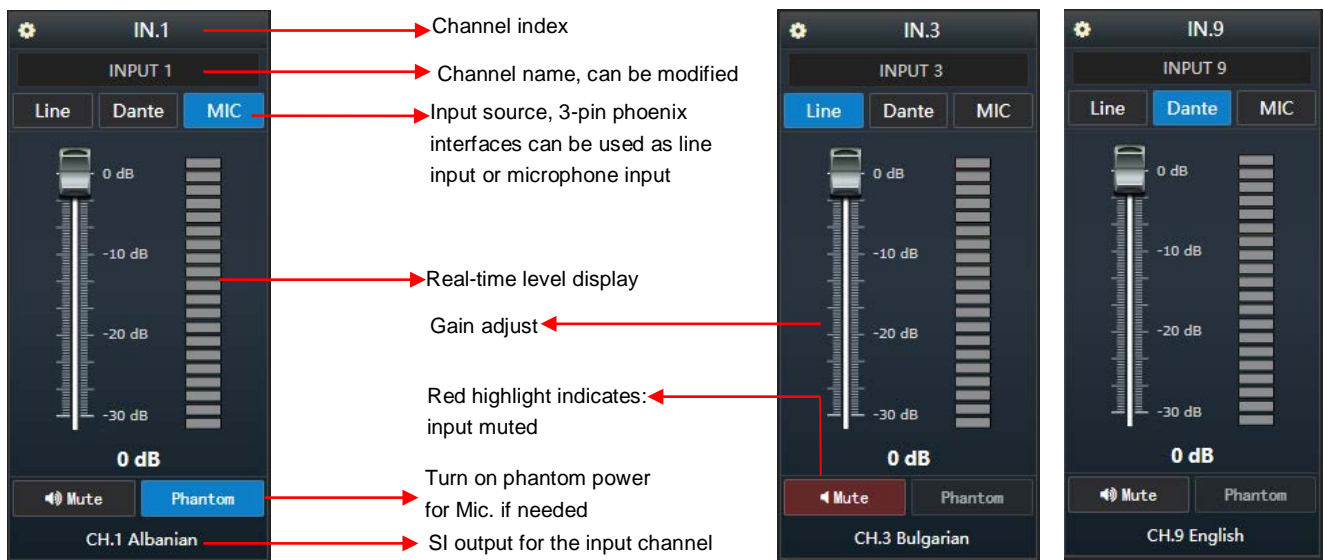 IN.1
INPUT 1
Line Dante MIC
0 dB
-10 dB
-20 dB
-30 dB
0 dB
Mute Phantom
CH.1 Albanian
Channel index
Channel name, can be modified
Input source, 3-pin phoenix
interfaces can be used as line
input or microphone input
Real-time level display
Gain adjust
Red highlight indicates:
input muted
Turn on phantom power
for Mic. if needed
SI output for the input channel
IN.3
INPUT 3
Line Dante MIC
0 dB
-10 dB
-20 dB
-30 dB
0 dB
Mute Phantom
CH.3 Bulgarian
IN.9
INPUT 9
Line Dante MIC
0 dB
-10 dB
-20 dB
-30 dB
0 dB
Mute Phantom
CH.9 English